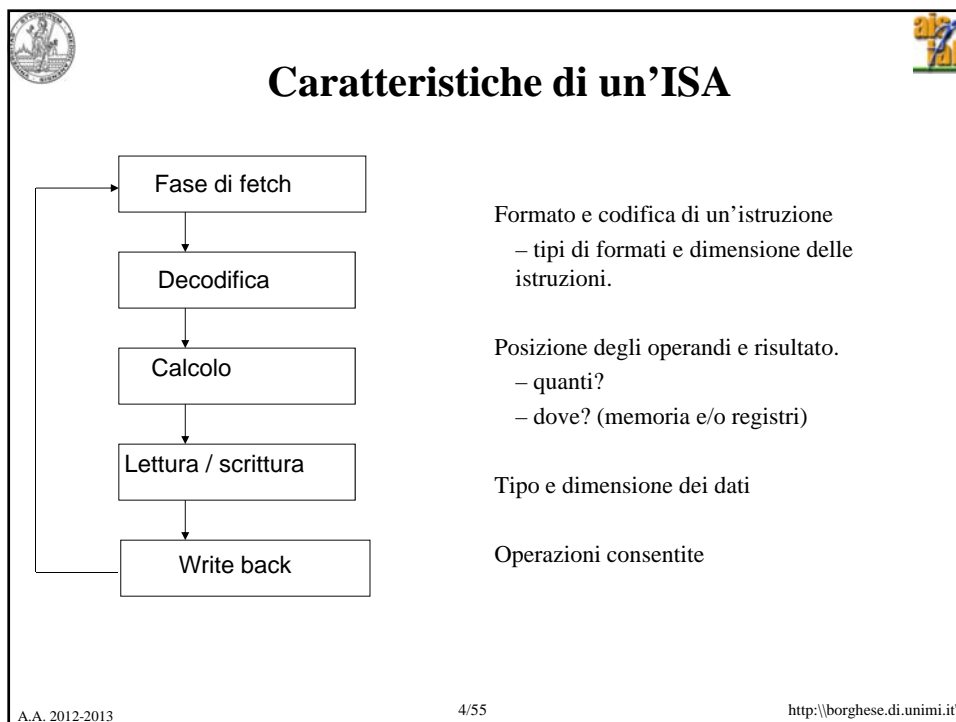 Caratteristiche di un'ISA
Fase di fetch
Decodifica
Calcolo
Lettura / scrittura
Write back
Formato e codifica di un'istruzione
– tipi di formati e dimensione delle
istruzioni.
Posizione degli operandi e risultato.
– quanti?
– dove? (memoria e/o registri)
Tipo e dimensione dei dati
Operazioni consentite
A.A. 2012-2013
4/55
http:\\borghese.di.unimi.it\